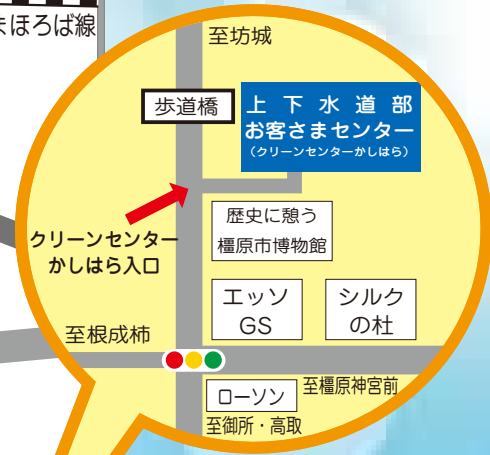 まほろば線
至坊城
歩道橋
上下水道部
お客さまセンター
（クリーンセンターかしはら）
クリーンセンター
かしはら入口
歴史に憩う
橿原市博物館
エッソ
GS
シルク
の杜
至根成柿
ローソン
至橿原神宮前
至御所・高取